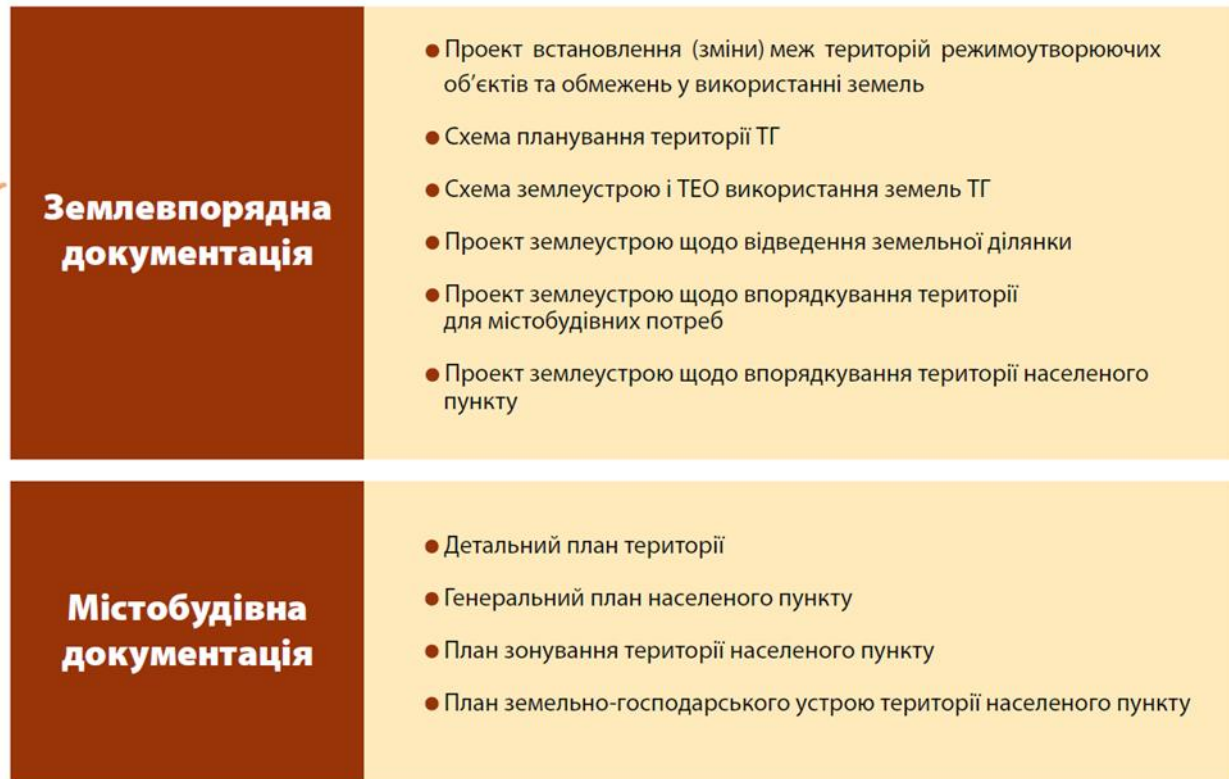 Землевпорядна
документація
● Проект встановлення (зміни) меж територій режимоутворюючих
об’єктів та обмежень у використанні земель
● Схема планування території ТГ
● Схема землеустрою і ТЕО використання земель ТГ
● Проект землеустрою щодо відведення земельної ділянки
● Проект землеустрою щодо впорядкування території
для містобудівних потреб
● Проект землеустрою щодо впорядкування території населеного
пункту
Містобудівна
документація
● Детальний план території
● Генеральний план населеного пункту
● План зонування території населеного пункту
● План земельно-господарського устрою території населеного пункту